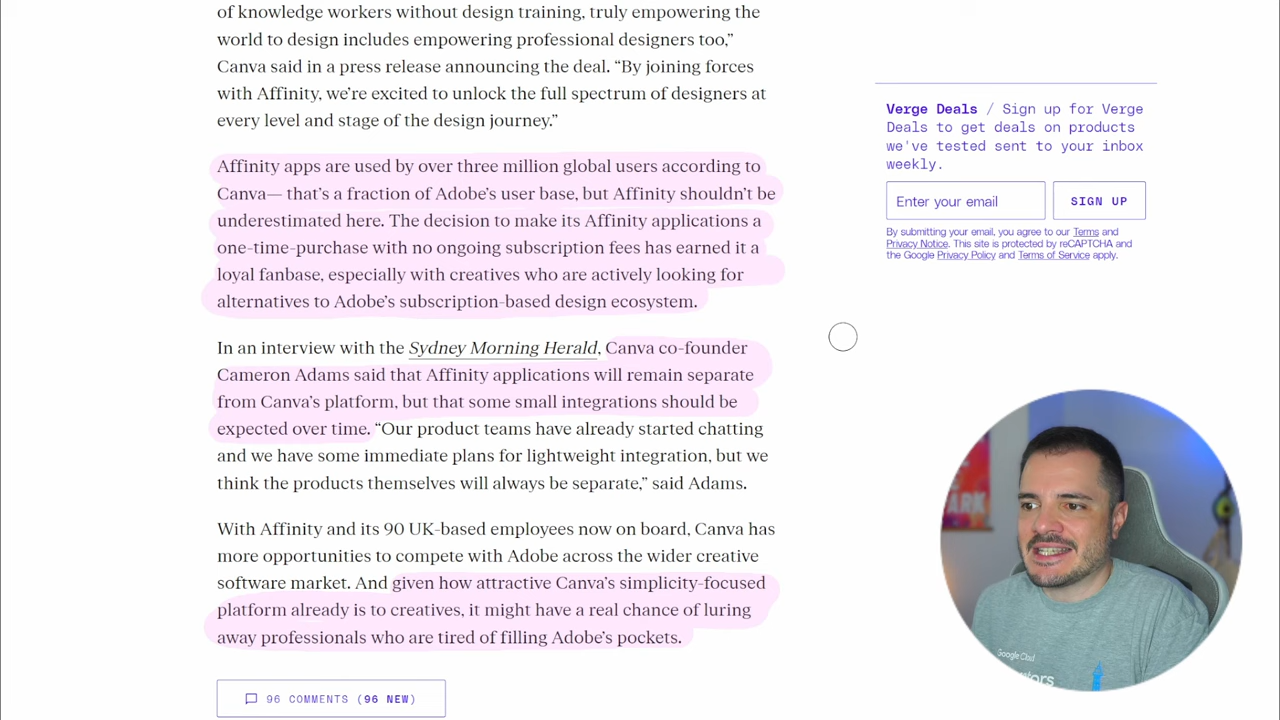 of knowledge workers without design training, truly empowering the
world to design includes empowering professional designers too,”
Canva said in a press release announcing the deal. “By joining forces
with Affinity, we’re excited to unlock the full spectrum of designers at
every level and stage of the design journey.”
Affinity apps are used by over three million global users according to
Canva— that’s a fraction of Adobe’s user base, but Affinity shouldn’t be
underestimated here. The decision to make its Affinity applications a
one-time-purchase with no ongoing subscription fees has earned it a
loyal fanbase, especially with creatives who are actively looking for
alternatives to Adobe’s subscription-based design ecosystem.
In an interview with the Sydney Morning Herald, Canva co-founder
Cameron Adams said that Affinity applications will remain separate
from Canva’s platform, but that some small integrations should be
expected over time. “Our product teams have already started chatting
and we have some immediate plans for lightweight integration, but we
think the products themselves will always be separate,” said Adams.
With Affinity and its 90 UK-based employees now on board, Canva has
more opportunities to compete with Adobe across the wider creative
software market. And given how attractive Canva’s simplicity-focused
platform already is to creatives, it might have a real chance of luring
away professionals who are tired of filling Adobe’s pockets.
96 COMMENTS (96 NEW)
Verge Deals / Sign up for Verge
Deals to get deals on products
we've tested sent to your inbox
weekly.
Enter your email
SIGN UP
By submitting your email, you agree to our Terms and
Privacy Notice. This site is protected by reCAPTCHA and
the Google Privacy Policy and Terms of Service apply.
Google Cloud